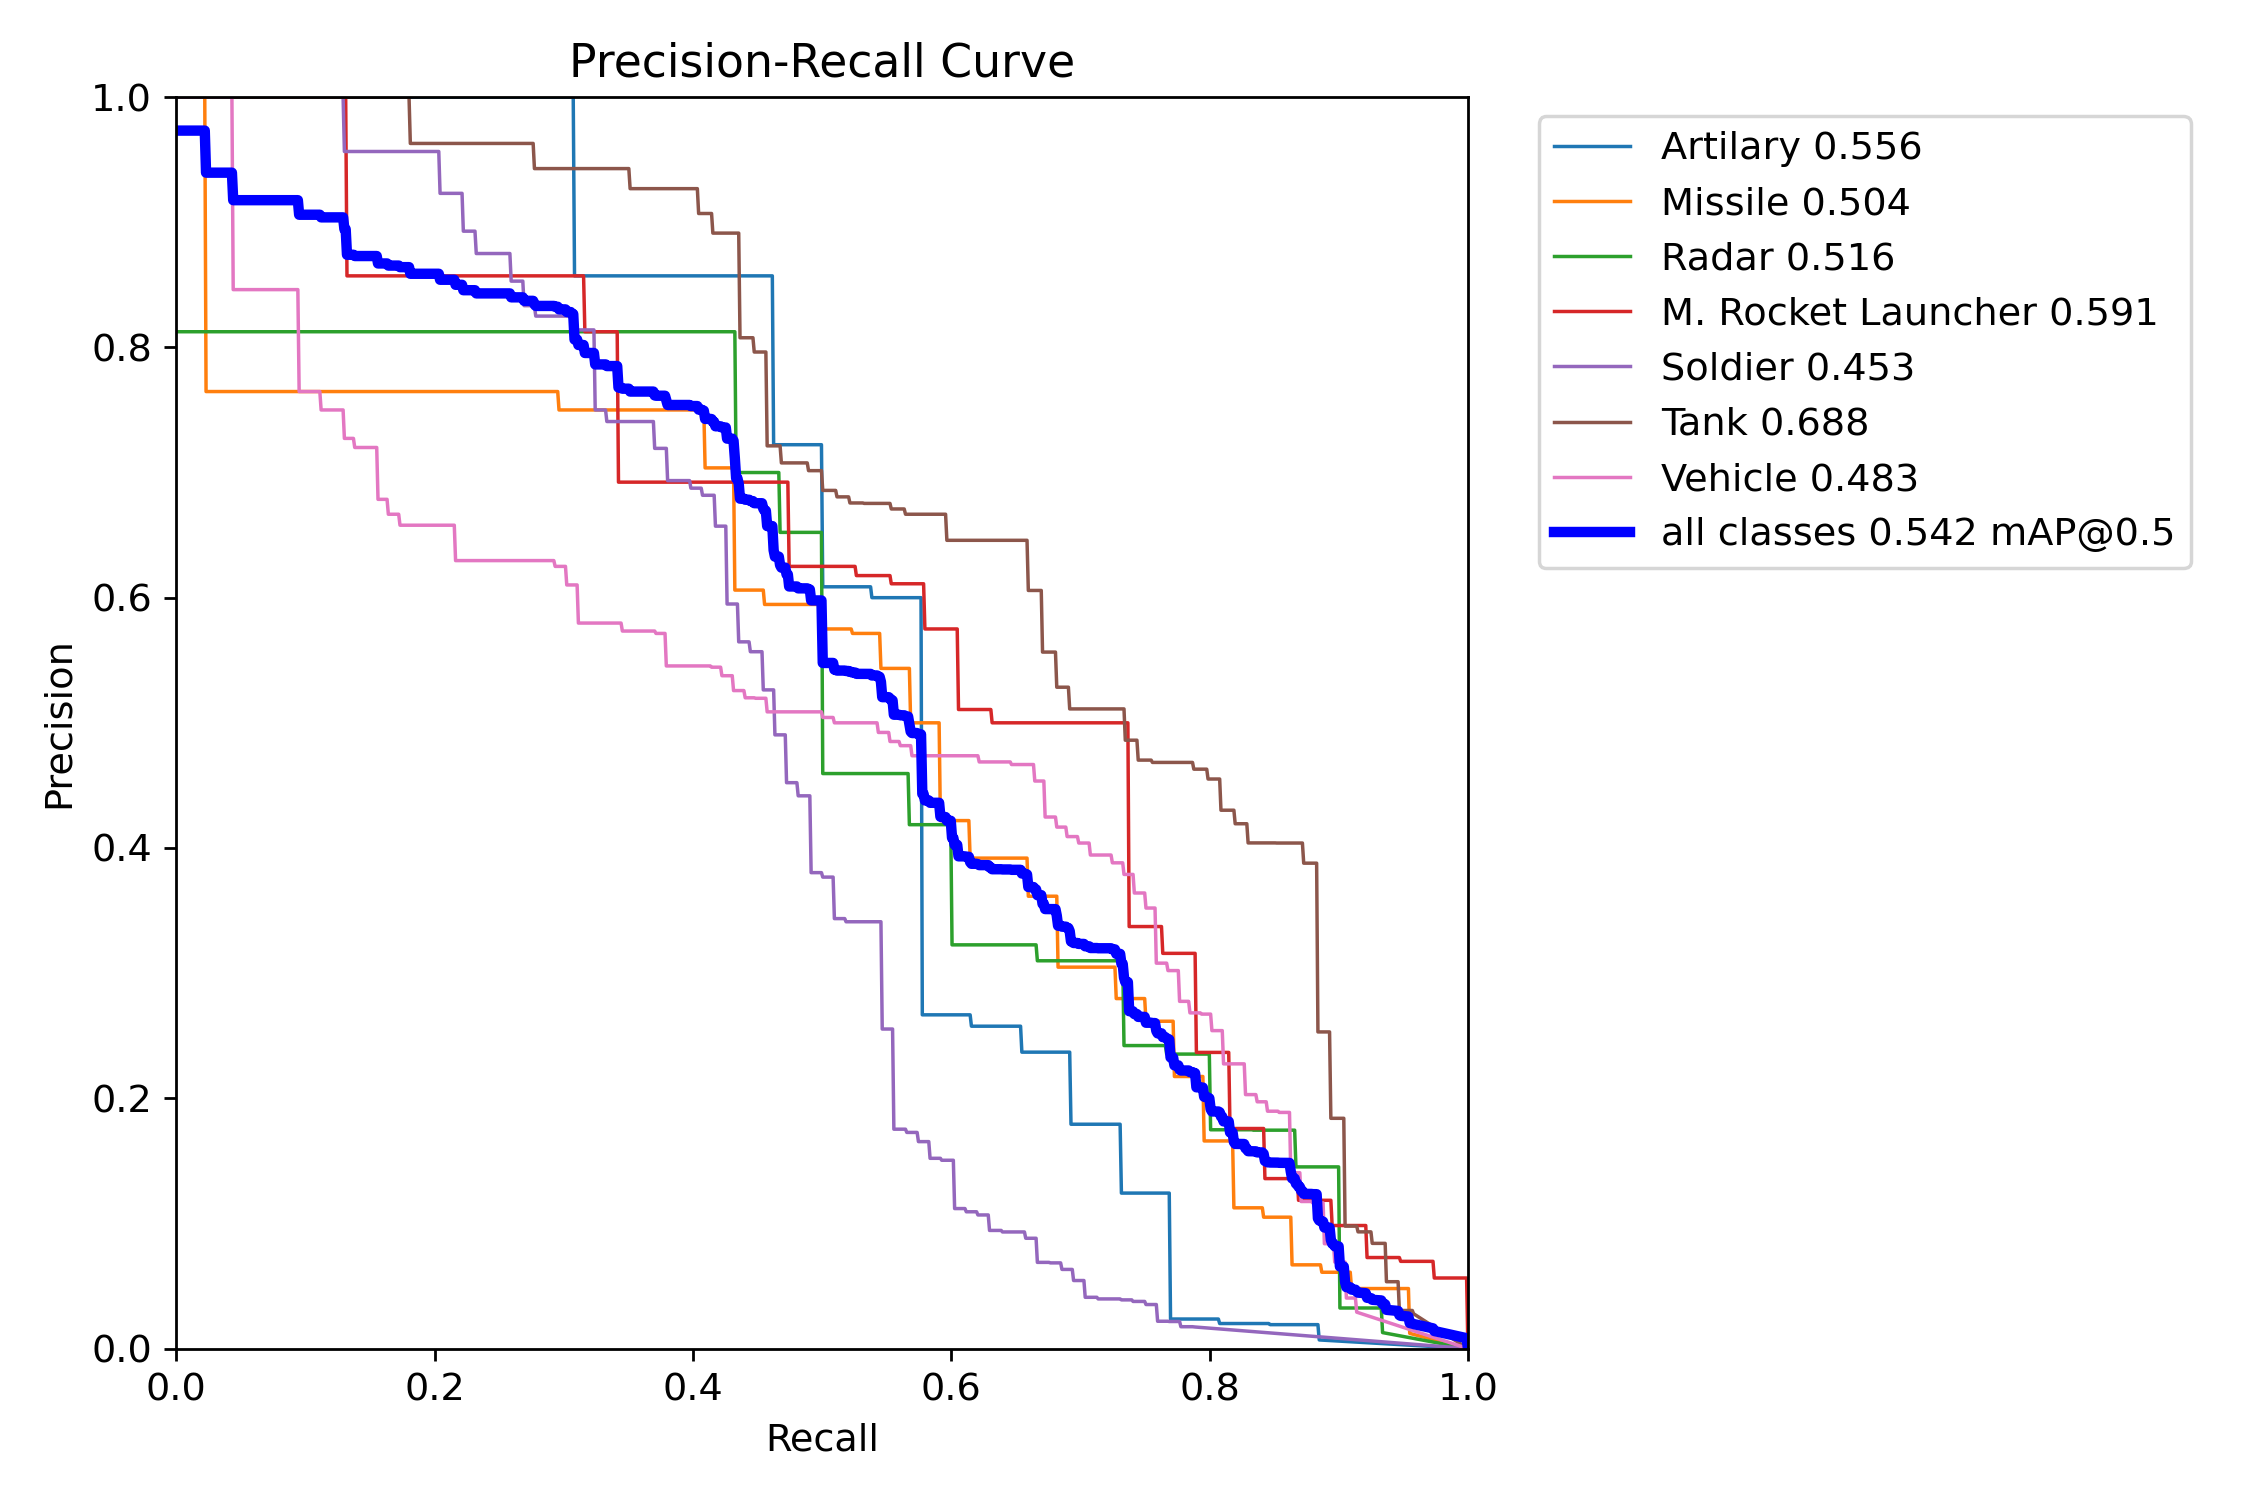 Precision-Recall Curve
Artilary 0.556
Missile 0.504
Radar 0.516
M. Rocket Launcher 0.591
Soldier 0.453
Tank 0.688
Vehicle 0.483
all classes 0.542 mAP@0.5
Precision
1.0
0.8
0.6
0.4
0.2
0.0
0.0 0.2 0.4 0.6 0.8 1.0
Recall